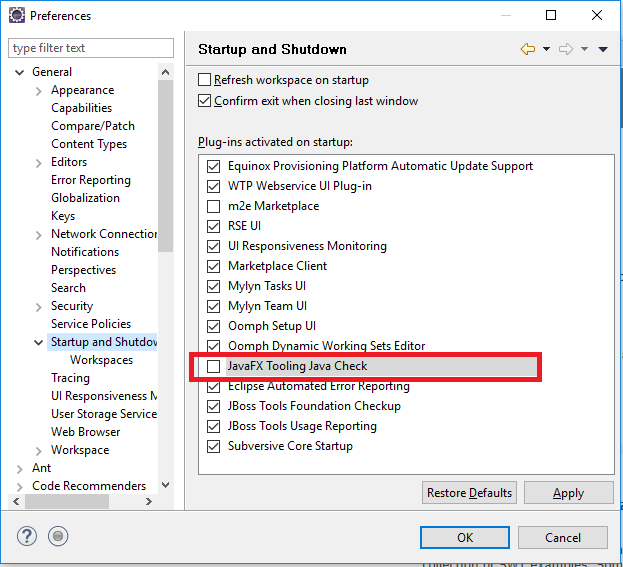 Preferences
type filter text
General
Appearance
Capabilities
Compare/Patch
Content Types
Editors
Error Reporting
Globalization
Keys
Network Connection
Notifications
Perspectives
Search
Security
Service Policies
Startup and Shutdow
Workspaces
Tracing
UI Responsiveness M
User Storage Service
Web Browser
Workspace
Ant
Code Recommenders
Startup and Shutdown
Refresh workspace on startup
Confirm exit when closing last window
Plug-ins activated on startup:
Equinox Provisioning Platform Automatic Update Support
WTP Webservice UI Plug-in
m2e Marketplace
RSE UI
UI Responsiveness Monitoring
Marketplace Client
Mylyn Tasks UI
Mylyn Team UI
Oomph Setup UI
Oomph Dynamic Working Sets Editor
JavaFX Tooling Java Check
Eclipse Automated Error Reporting
JBoss Tools Foundation Checkup
JBoss Tools Usage Reporting
Subversive Core Startup
Restore Defaults
Apply
?
OK
Cancel